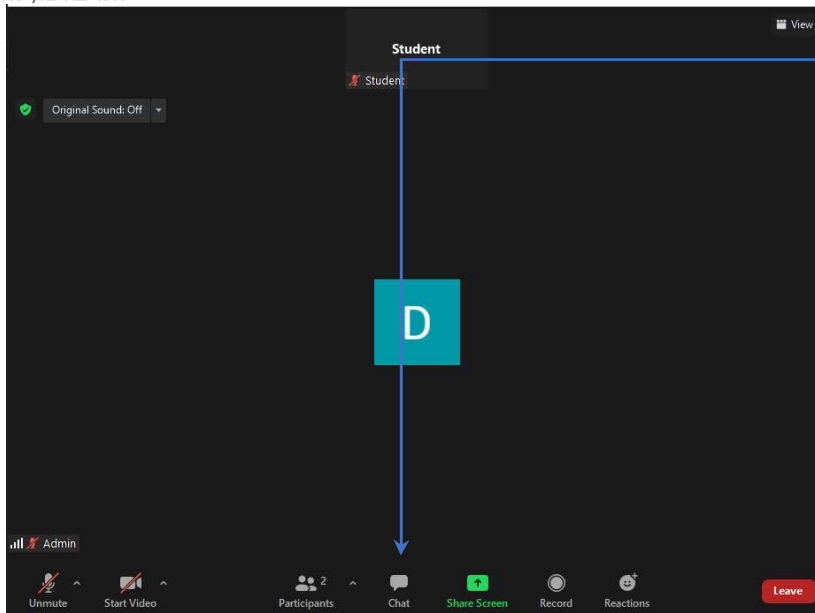 Student
View
Student
Original Sound: Off
D
Admin
2
Unmute
Start Video
Participants
Chat
Share Screen
Record
Reactions
Leave